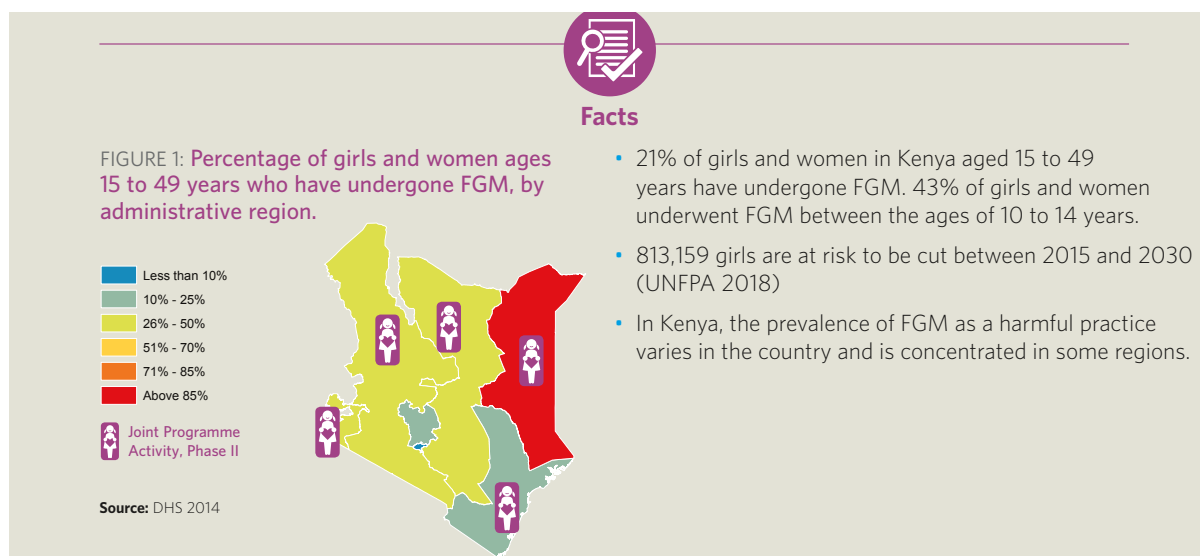 Facts
FIGURE 1: Percentage of girls and women ages
15 to 49 years who have undergone FGM, by
administrative region.
Less than 10%
10% - 25%
26% - 50%
51% - 70%
71% - 85%
Above 85%
Joint Programme
Activity, Phase II
Source: DHS 2014
• 21% of girls and women in Kenya aged 15 to 49
years have undergone FGM. 43% of girls and women
underwent FGM between the ages of 10 to 14 years.
• 813,159 girls are at risk to be cut between 2015 and 2030
(UNFPA 2018)
• In Kenya, the prevalence of FGM as a harmful practice
varies in the country and is concentrated in some regions.